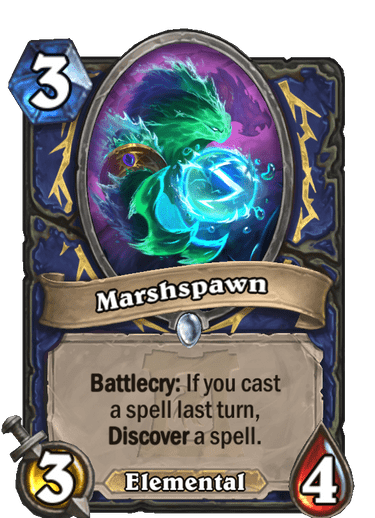 3
Marshspawn
Battlecry: If you cast
a spell last turn,
Discover a spell.
3
Elemental
4